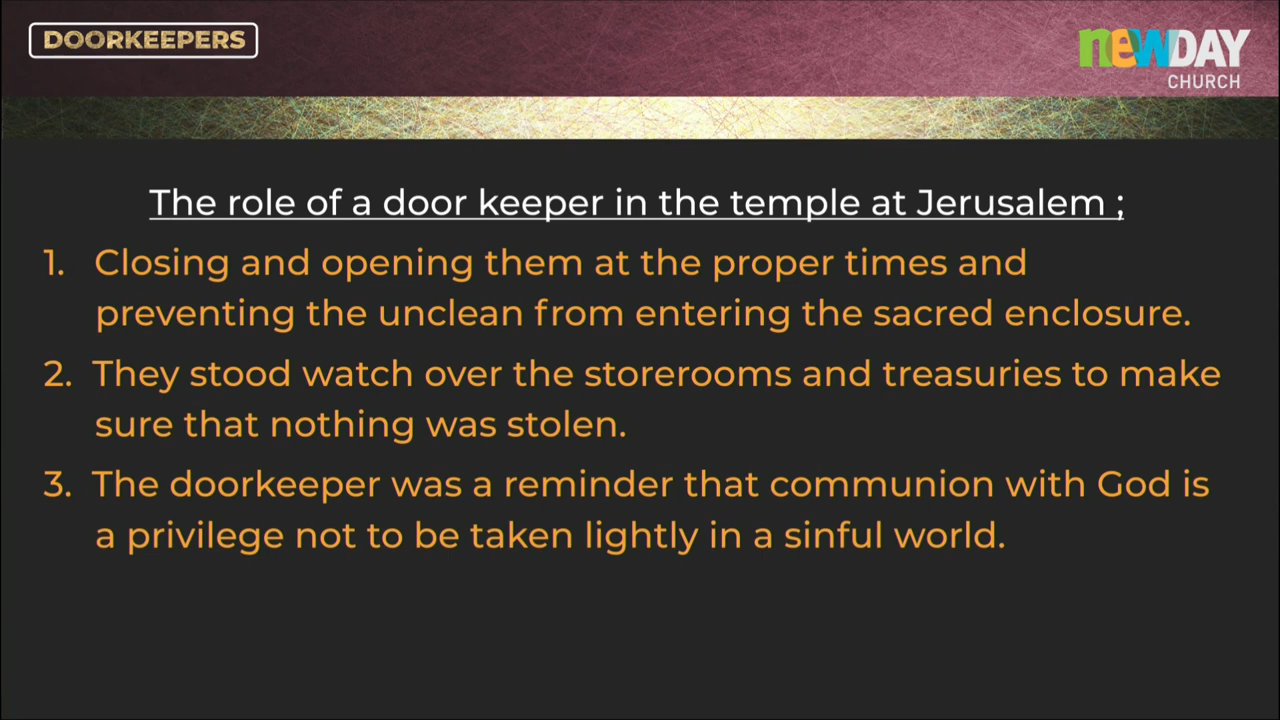 DOORKEEPERS
newDAY
CHURCH
The role of a door keeper in the temple at Jerusalem ;
1. Closing and opening them at the proper times and
preventing the unclean from entering the sacred enclosure.
2. They stood watch over the storerooms and treasuries to make
sure that nothing was stolen.
3. The doorkeeper was a reminder that communion with God is
a privilege not to be taken lightly in a sinful world.